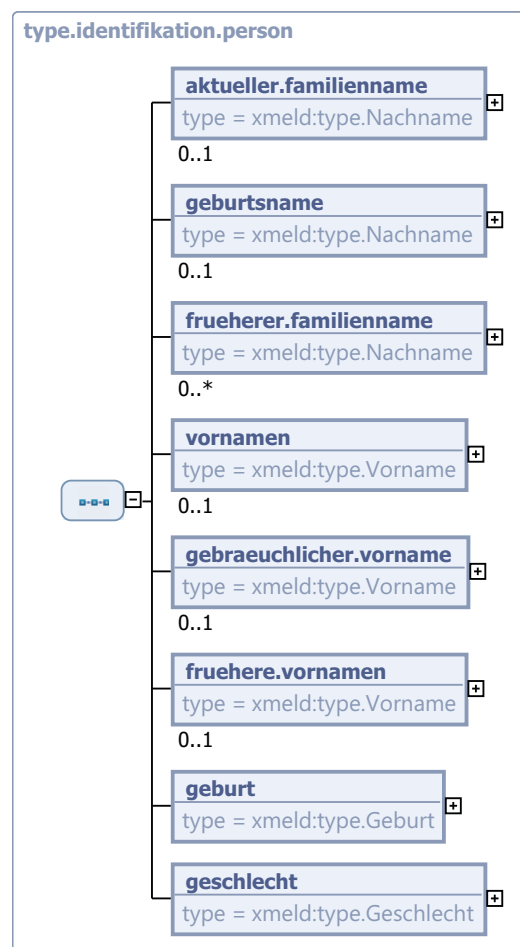 type.identifikation.person
aktueller.familienname
type = xmeld:type.Nachname
0..1
geburtsname
type = xmeld:type.Nachname
0..1
frueherer.familienname
type = xmeld:type.Nachname
0..*
vornamen
type = xmeld:type.Vorname
0..1
gebraeuchlicher.vorname
type = xmeld:type.Vorname
0..1
fruehere.vornamen
type = xmeld:type.Vorname
0..1
geburt
type = xmeld:type.Geburt
geschlecht
type = xmeld:type.Geschlecht